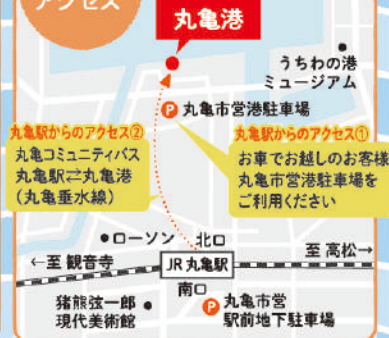 アクセス
丸亀港
うちわの港
ミュージアム
P 丸亀市営港駐車場
丸亀駅からのアクセス②
丸亀コミュニティバス
丸亀駅⇄丸亀港
(丸亀垂水線)
丸亀駅からのアクセス①
お車でお越しのお客様
丸亀市営港駐車場を
ご利用ください
●ローソン 北口
←至 観音寺
JR 丸亀駅
至 高松→
南口
猪熊弦一郎
現代美術館
P 丸亀市営
駅前地下駐車場